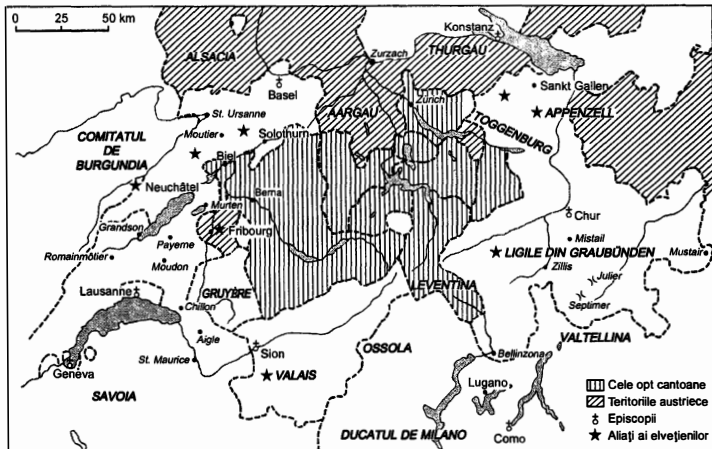 0 25 50 km
Konstanz
Zurzach
THURGAU
ALSACIA
Basel
Sankt Gallen
Zürich
AARGAU
APPENZELL
TOGGENBURG
St. Ursanne
COMITATUL
DE
BURGUNDIA
Moutier
Solothurn
Biel
Neuchâtel
Berna
Murten
Chur
Grandson
Fribourg
Mistail
Payerne
LIGILE DIN GRAUBÜNDEN
Mustair
Romainmôtier
Moudon
Zillis
Julier
GRUYÈRE
LEVENTINA
Lausanne
Septimer
Chillon
VALTELLINA
Aigle
OSSOLA
Sion
Bellinzona
St. Maurice
Geneva
VALAIS
Lugano
SAVOIA
DUCATUL DE MILANO
Como
Cele opt cantoane
Teritoriile austriece
Episcopii
Aliați ai elvețienilor